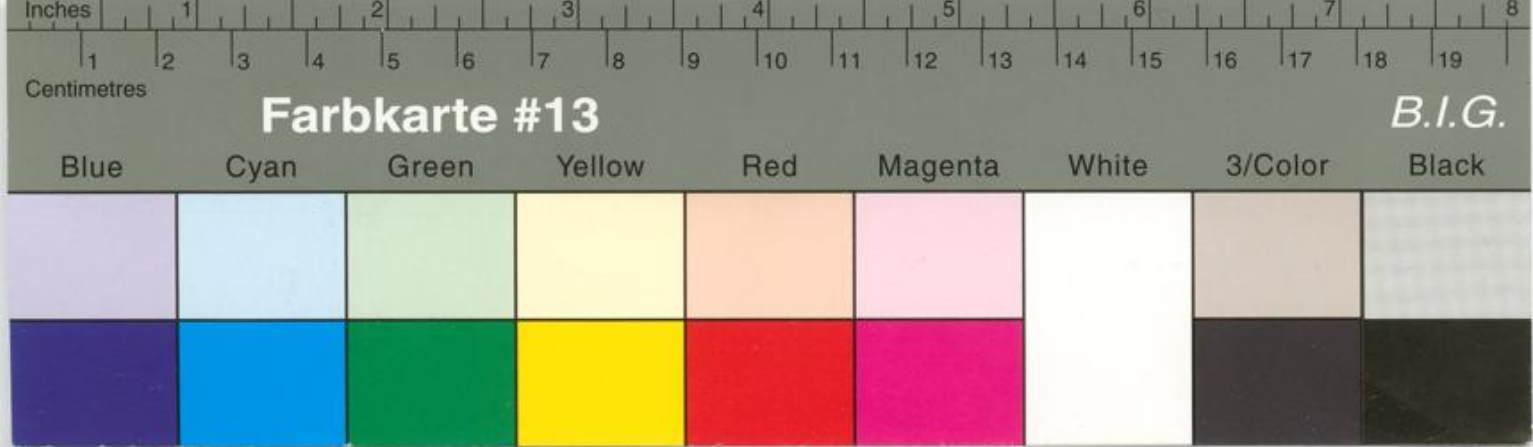 Inches 1 2 3 4 5 6 7 8
1 2 3 4 5 6 7 8 9 10 11 12 13 14 15 16 17 18 19
Centimetres
Farbkarte #13 B.I.G.
Blue Cyan Green Yellow Red Magenta White 3/Color Black